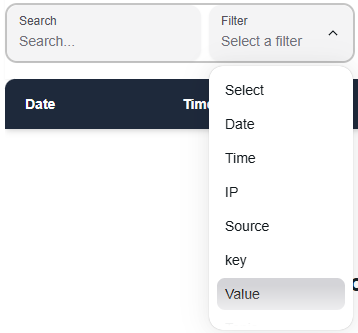 Search
Search...
Filter
Select a filter
Date
Time
Select
Date
Time
IP
Source
key
Value